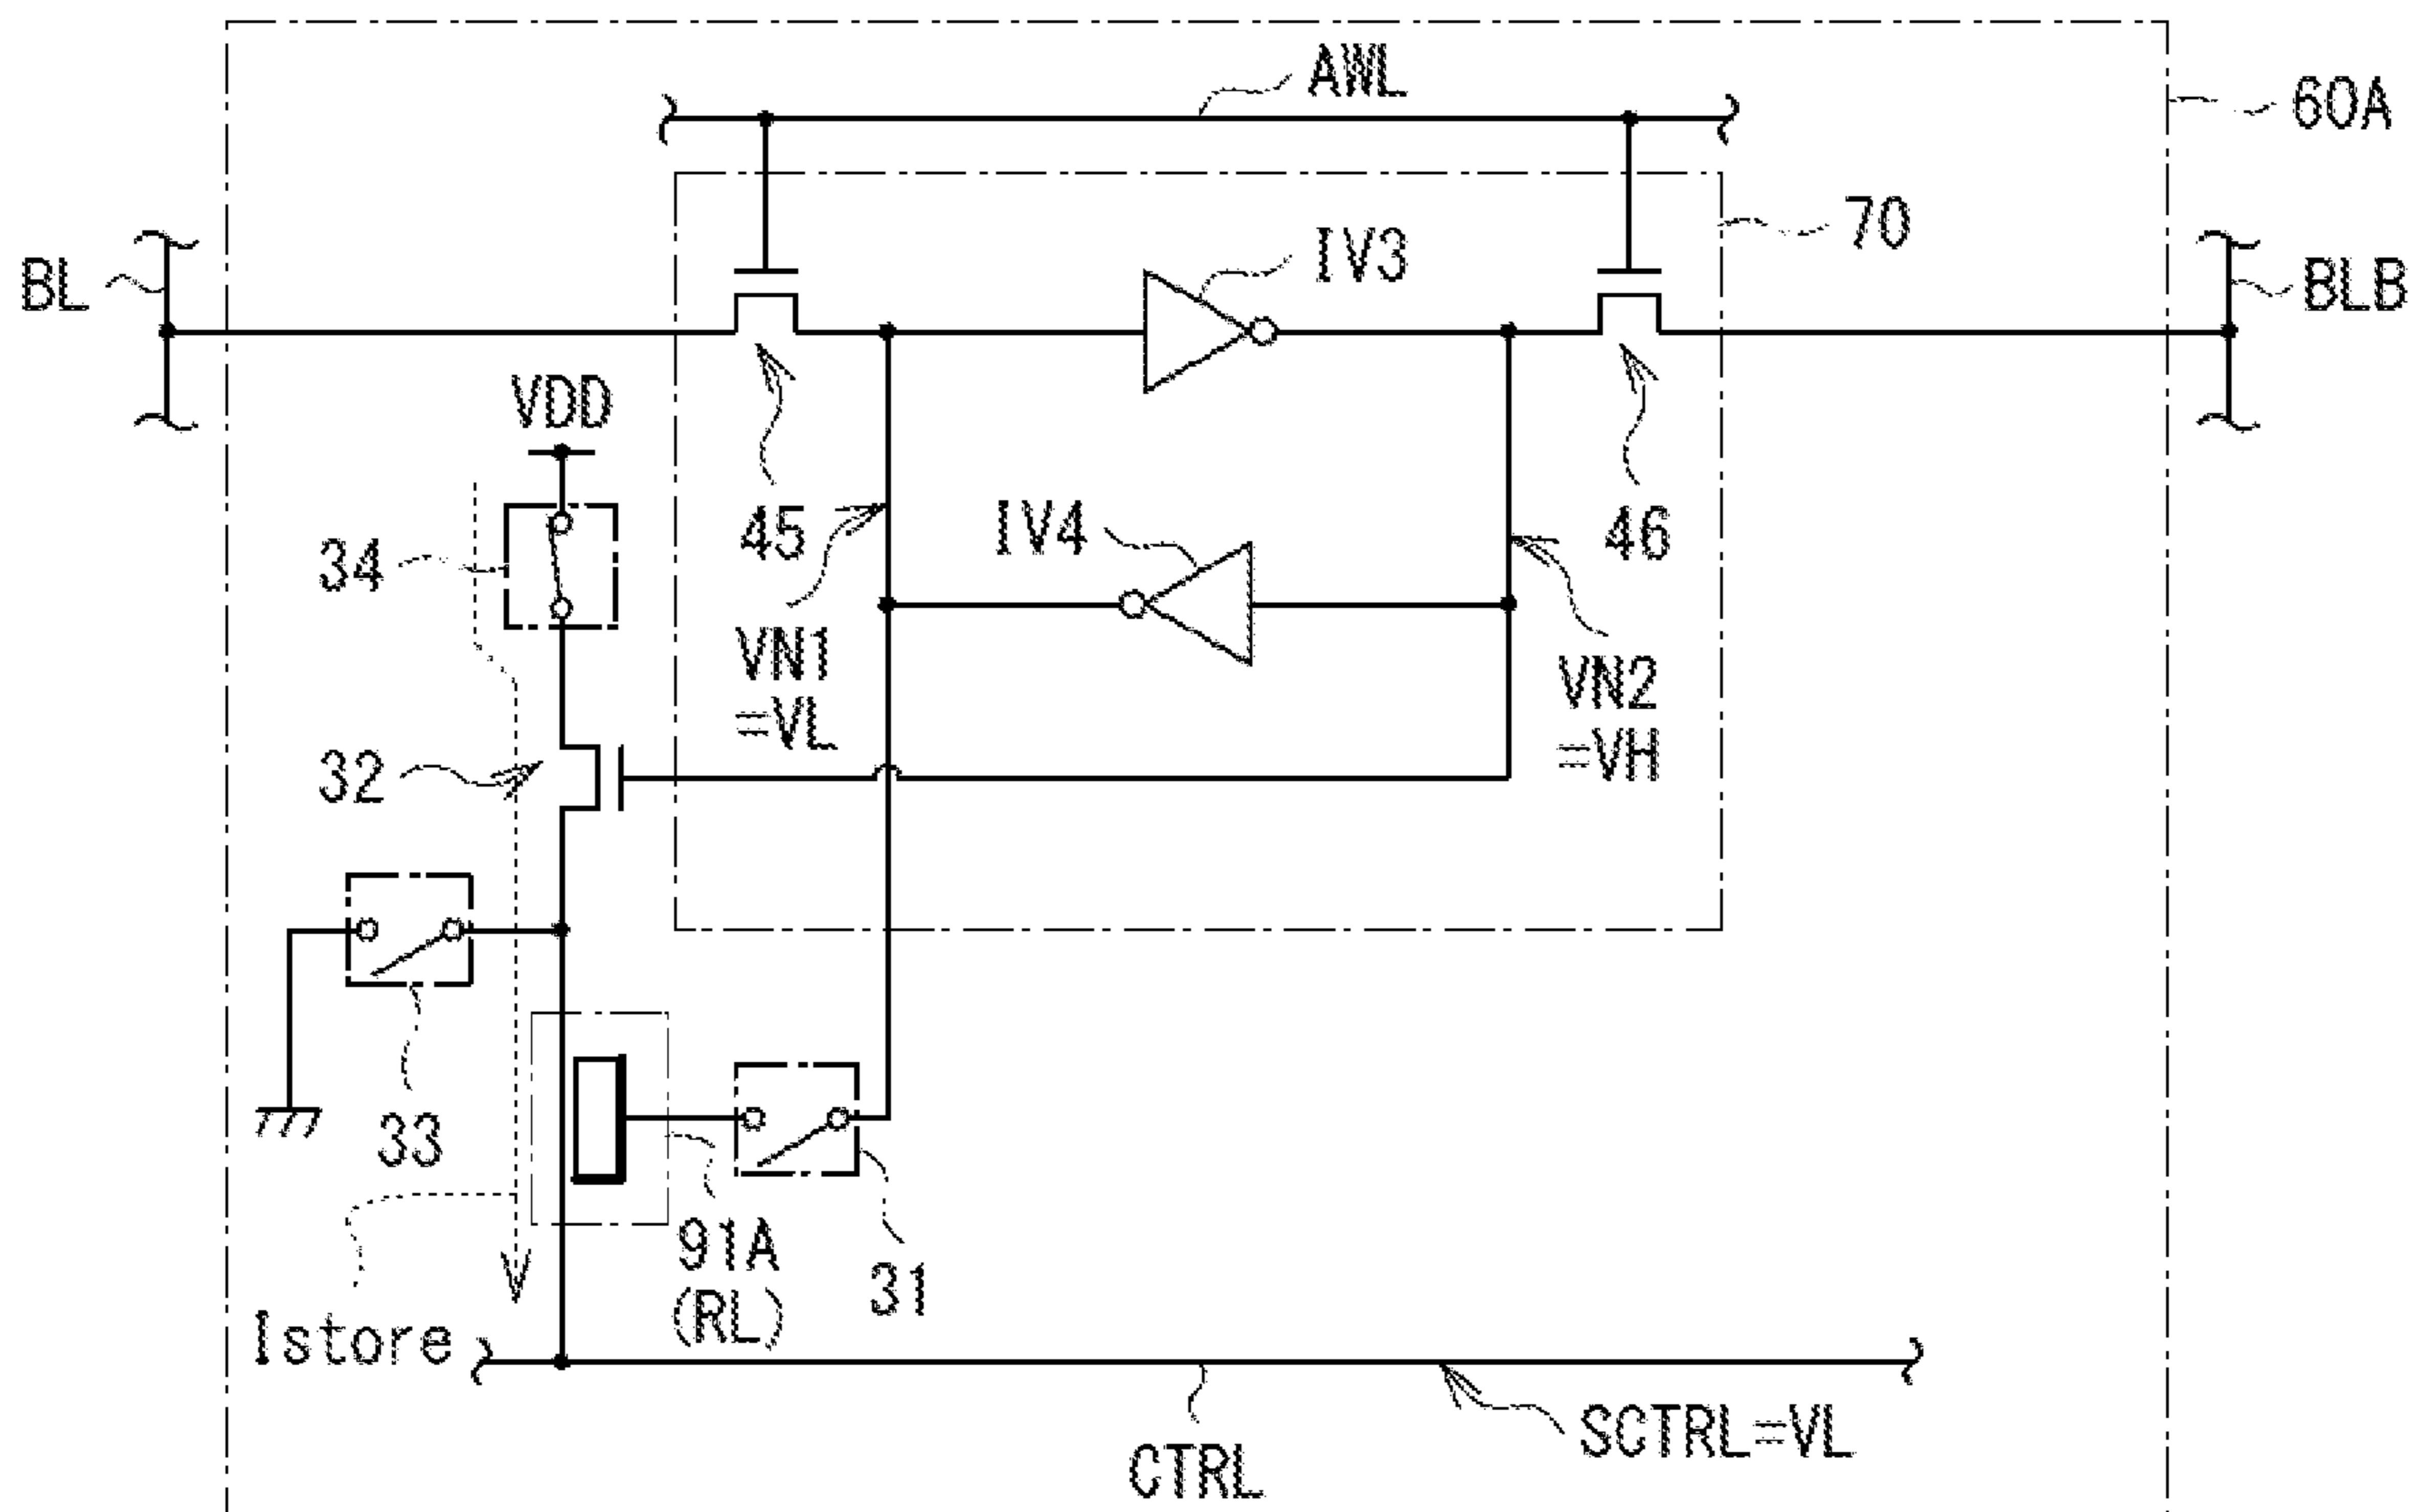 AWL
60A
70
IV3
BL
BLB
VDD
45
IV4
46
34
VN1
=VL
VN2
=VH
32
33
91A
(RL)
31
Istore
SCTRL=VL
CTRL